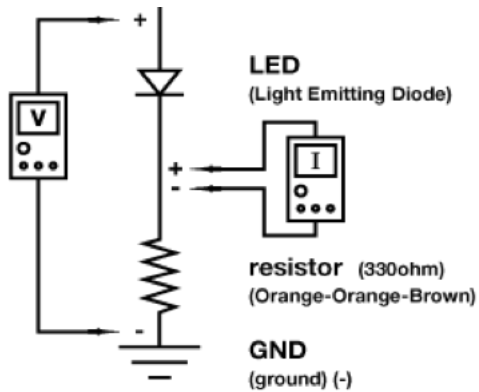 +
LED
(Light Emitting Diode)
V
I
+
-
resistor (330ohm)
(Orange-Orange-Brown)
-
GND
(ground) (-)